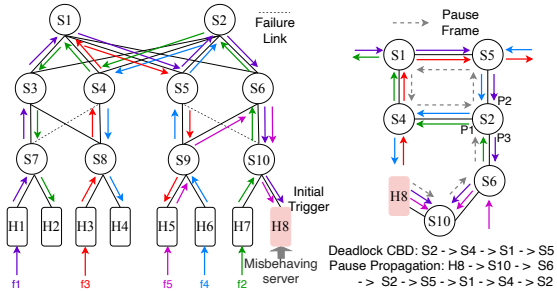 S1
S2
Failure
Link
S3
S4
S5
S6
S7
S8
S9
S10
Initial
Trigger
H1
H2
H3
H4
H5
H6
H7
H8
Misbehaving
server
f1
f3
f5
f4
f2
Pause
Frame
S1
S5
P2
S4
S2
P1
P3
S6
H8
S10
Deadlock CBD: S2 -> S4 -> S1 -> S5
Pause Propagation: H8 -> S10 -> S6
-> S2 -> S5 -> S1 -> S4 -> S2